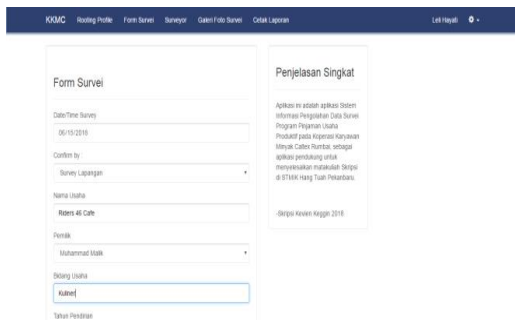 KKMC Rooting Profile Form Survei Surveyor Galeri Foto Survei Cetak Laporan Leli Hayati
Form Survei
Date/Time Survey
06/15/2018
Confirm by
Survey Lapangan
Nama Usaha
Riders 46 Cafe
Pemilik
Muhammad Malik
Bidang Usaha
Kuliner
Tahun Pendirian
Penjelasan Singkat
Aplikasi ini adalah aplikasi Sistem
Informasi Pengolahan Data Survei
Program Pinjaman Usaha
Produktif pada Koperasi Karyawan
Minyak Caltex Rumbai, sebagai
aplikasi pendukung untuk
menyelesaikan matakuliah Skripsi
di STMIK Hang Tuah Pekanbaru.
-Skripsi Kevien Keggin 2018